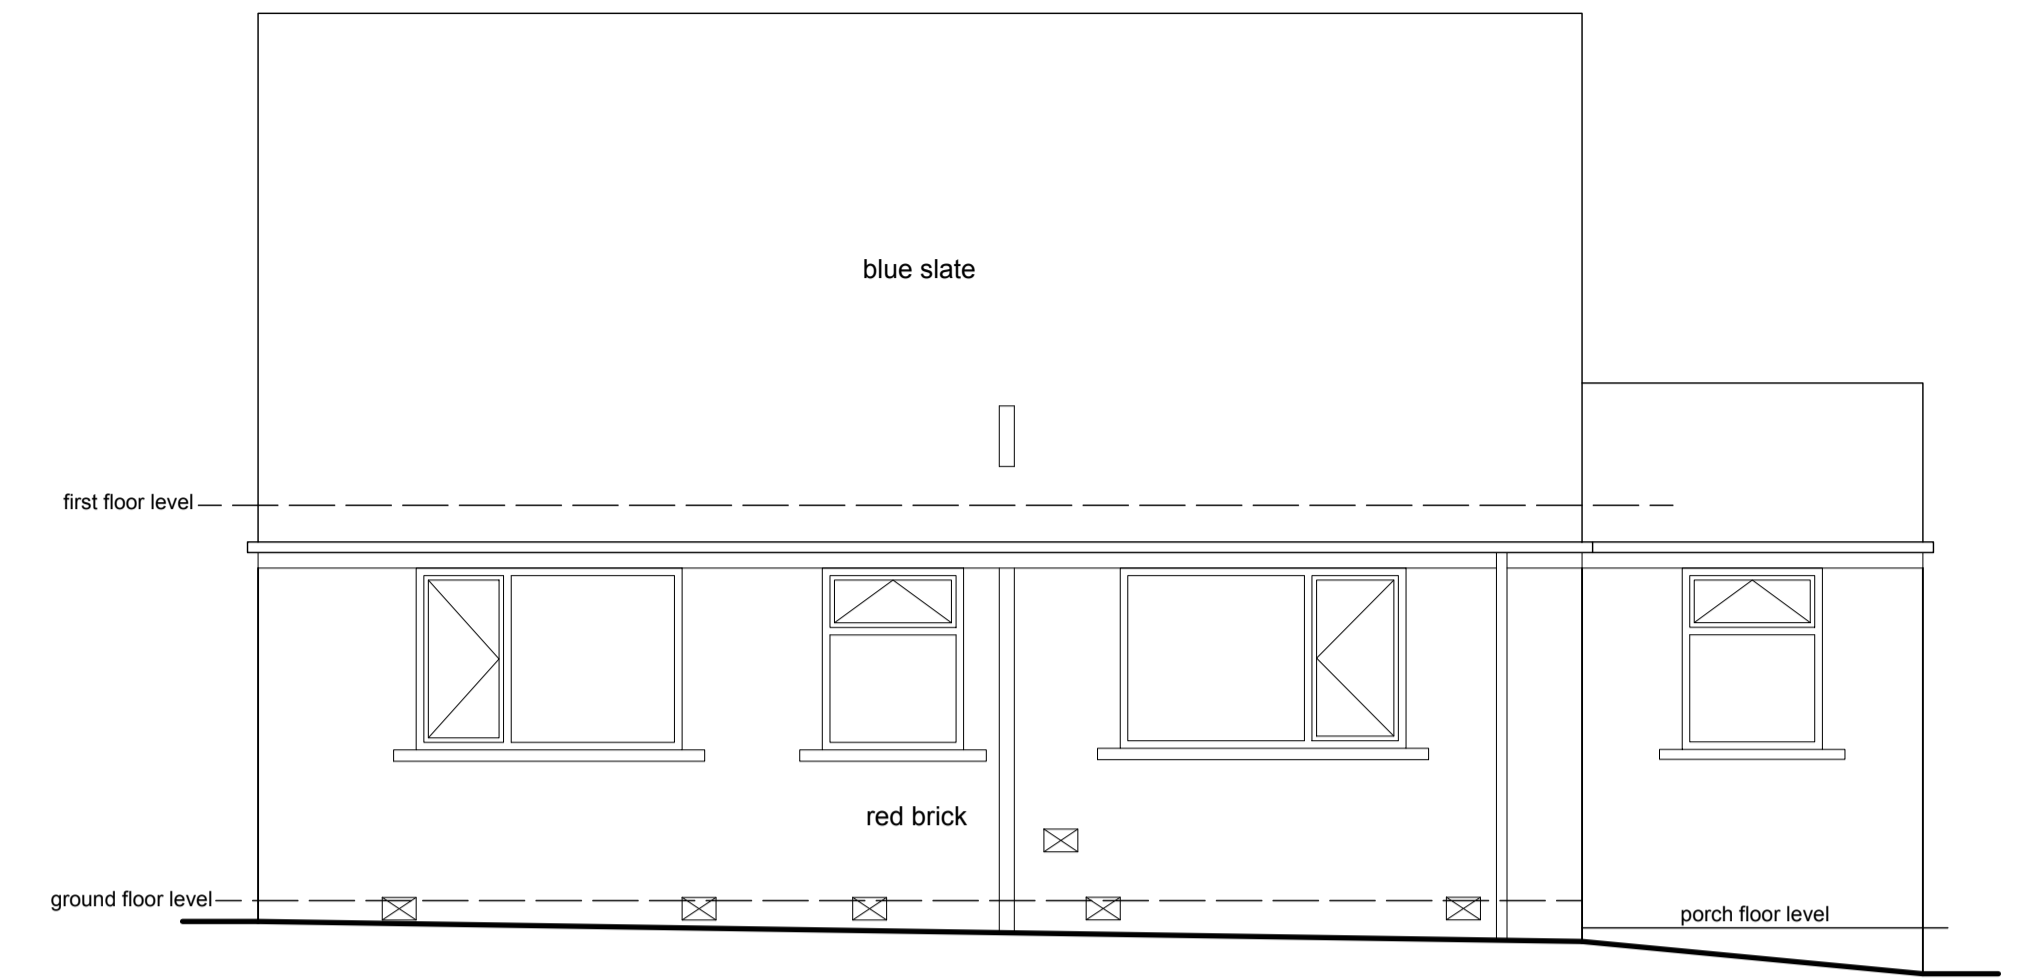 blue slate
first floor level
red brick
ground floor level
porch floor level